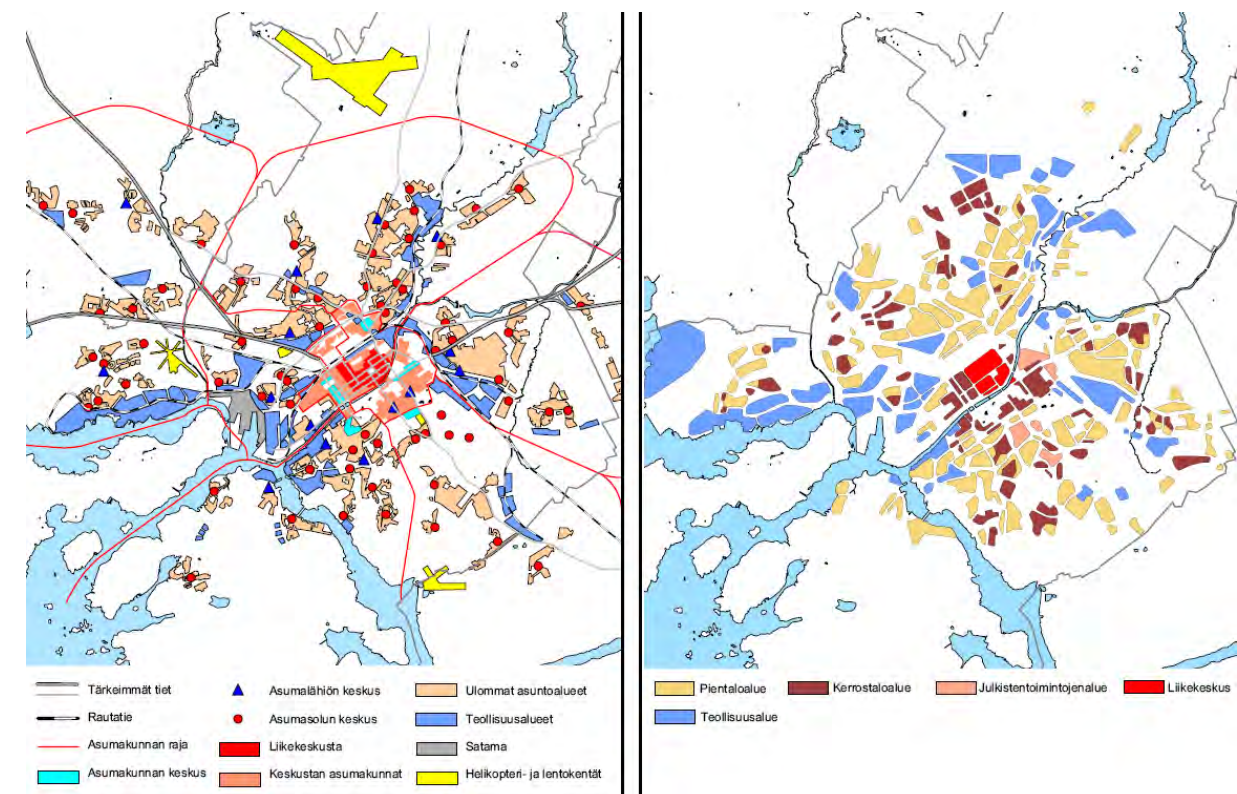 Tärkeimmät tiet
Rautatie
Asumakunnan raja
Asumakunnan keskus
Asumalähiön keskus
Asumasolun keskus
Liikekeskusta
Keskustan asumakunnat
Ulommat asuntoalueet
Teollisuusalueet
Satama
Helikopteri- ja lentokentät
Pientaloalue
Kerrostaloalue
Julkistentoimintojenalue
Liikekeskus
Teollisuusalue